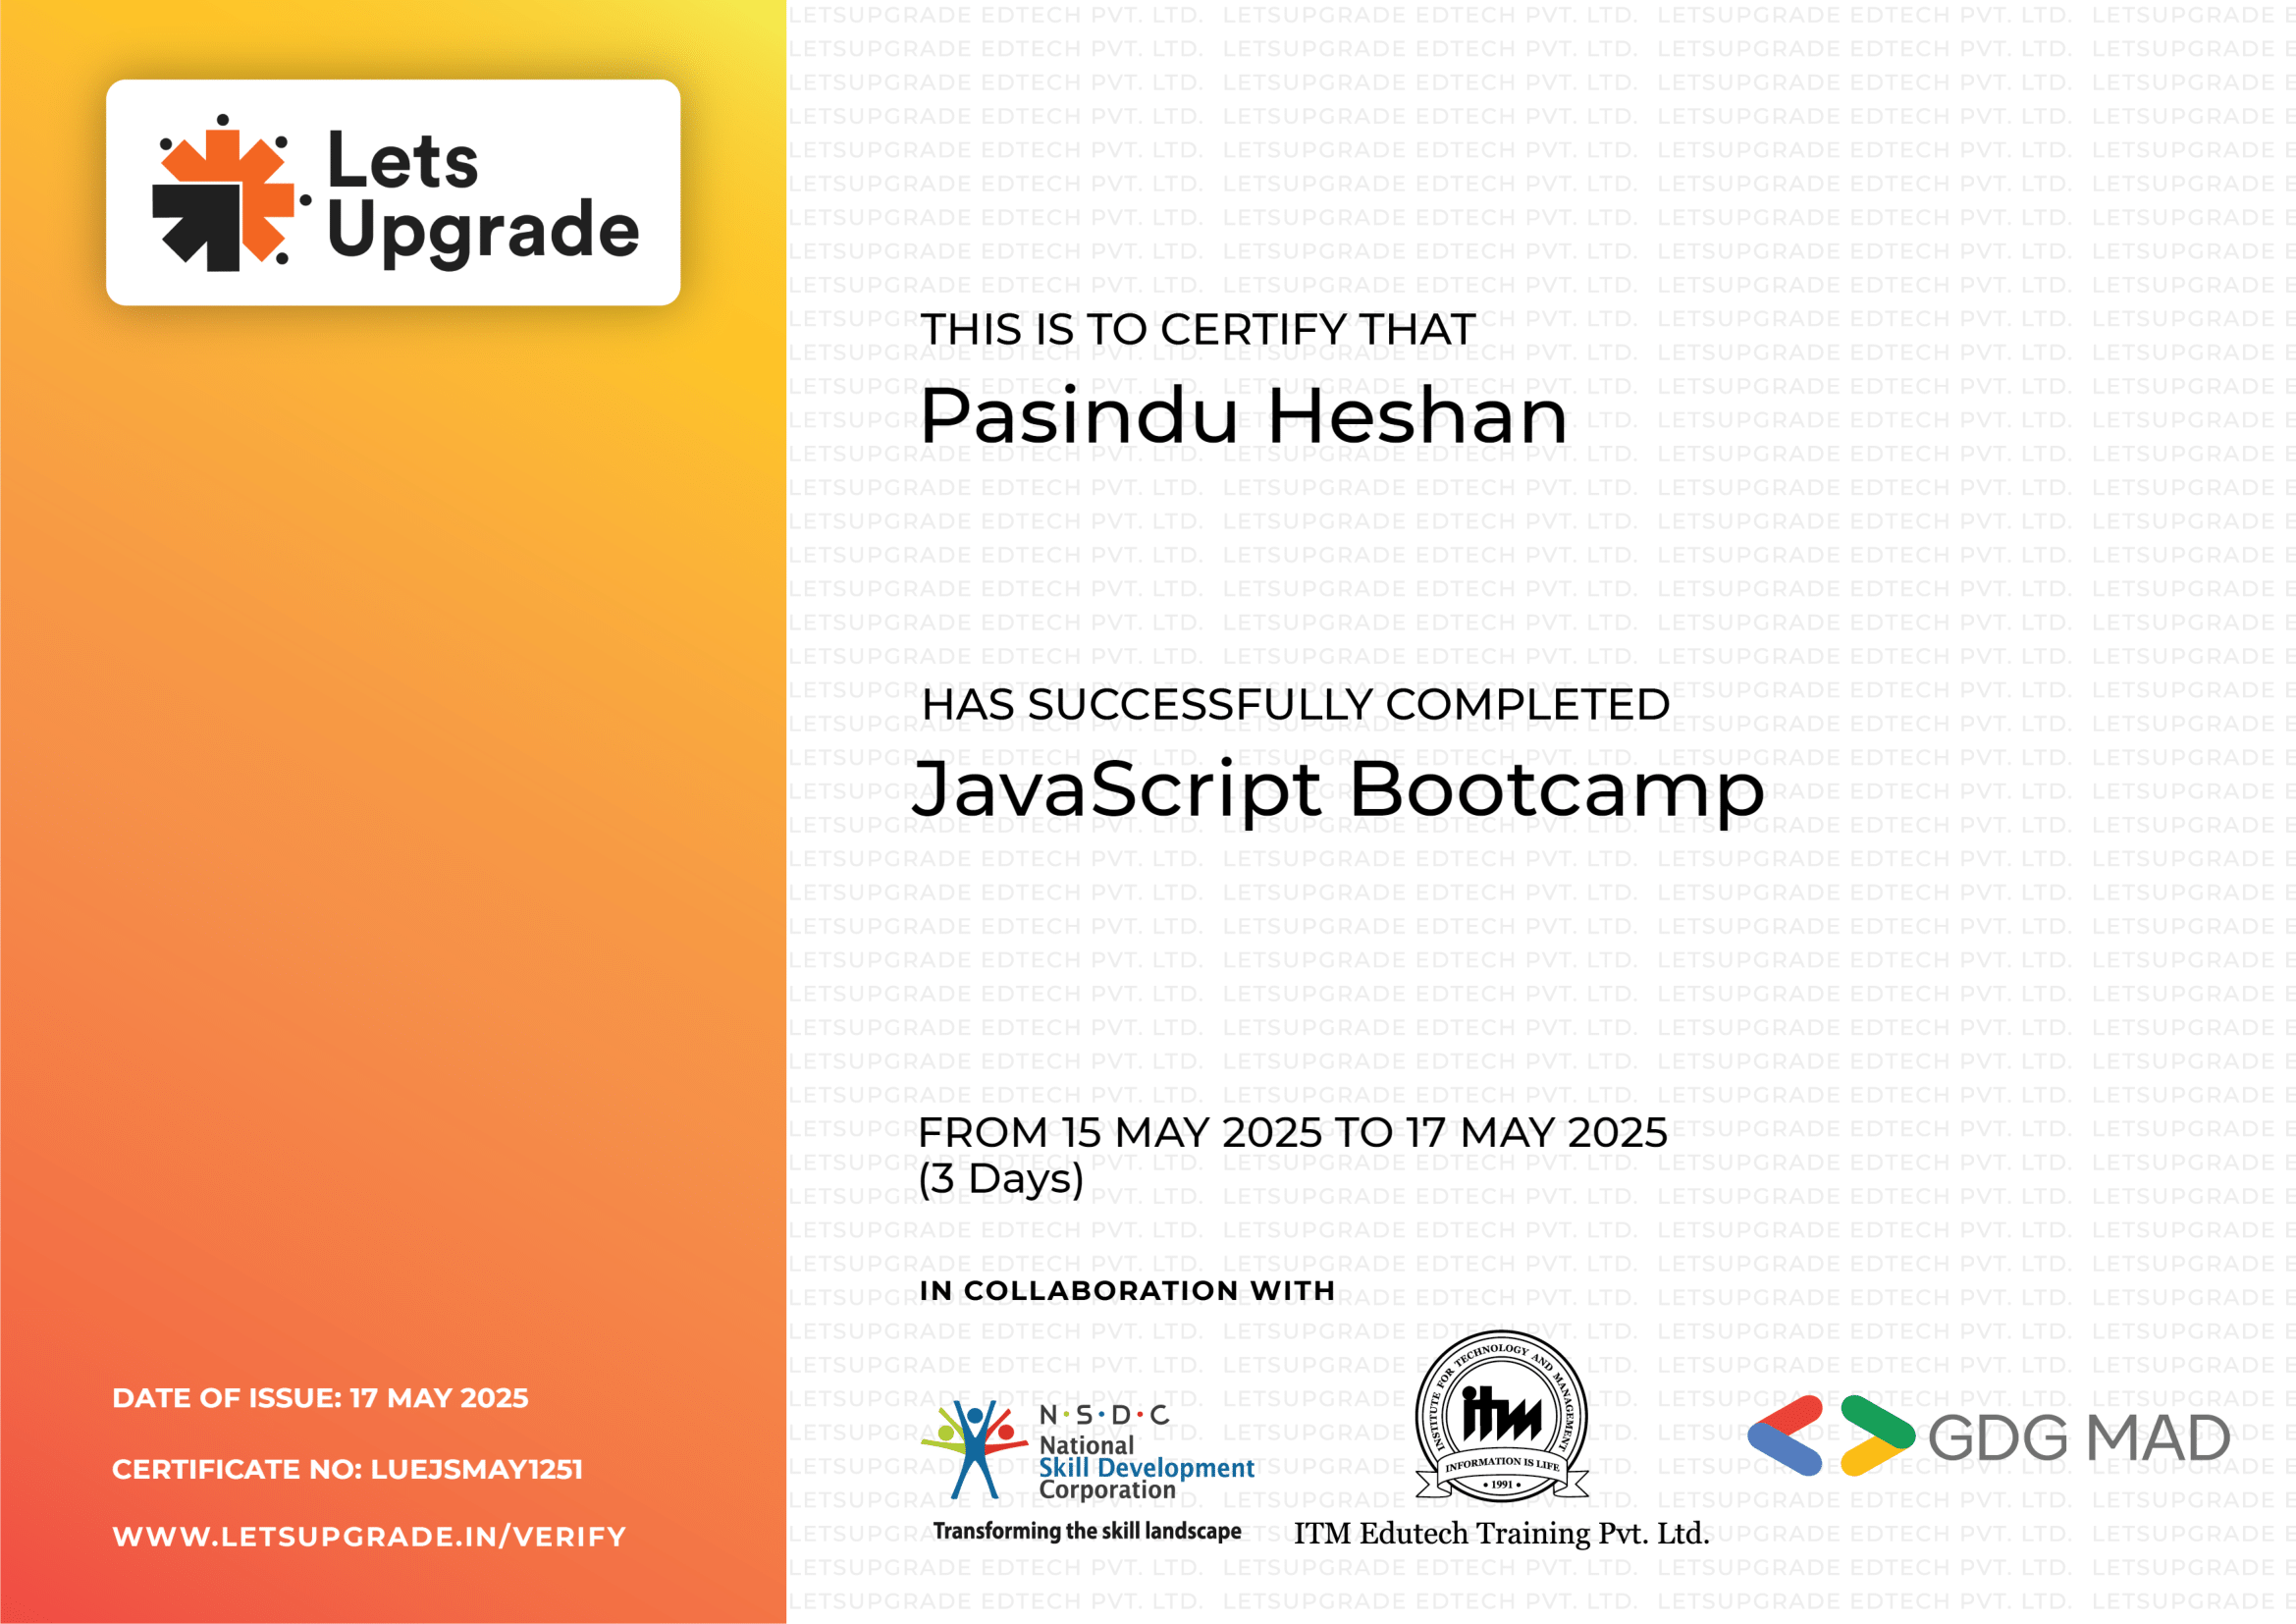 Lets
Upgrade
THIS IS TO CERTIFY THAT
Pasindu Heshan
HAS SUCCESSFULLY COMPLETED
JavaScript Bootcamp
FROM 15 MAY 2025 TO 17 MAY 2025
(3 Days)
IN COLLABORATION WITH
N·S·D·C
National
Skill Development
Corporation
Transforming the skill landscape
INSTITUTE FOR TECHNOLOGY AND MANAGEMENT
itm
INFORMATION IS LIFE
• 1991 •
ITM Edutech Training Pvt. Ltd.
GDG MAD
DATE OF ISSUE: 17 MAY 2025
CERTIFICATE NO: LUEJSMAY1251
WWW.LETSUPGRADE.IN/VERIFY
LETSUPGRADE EDTECH PVT. LTD.